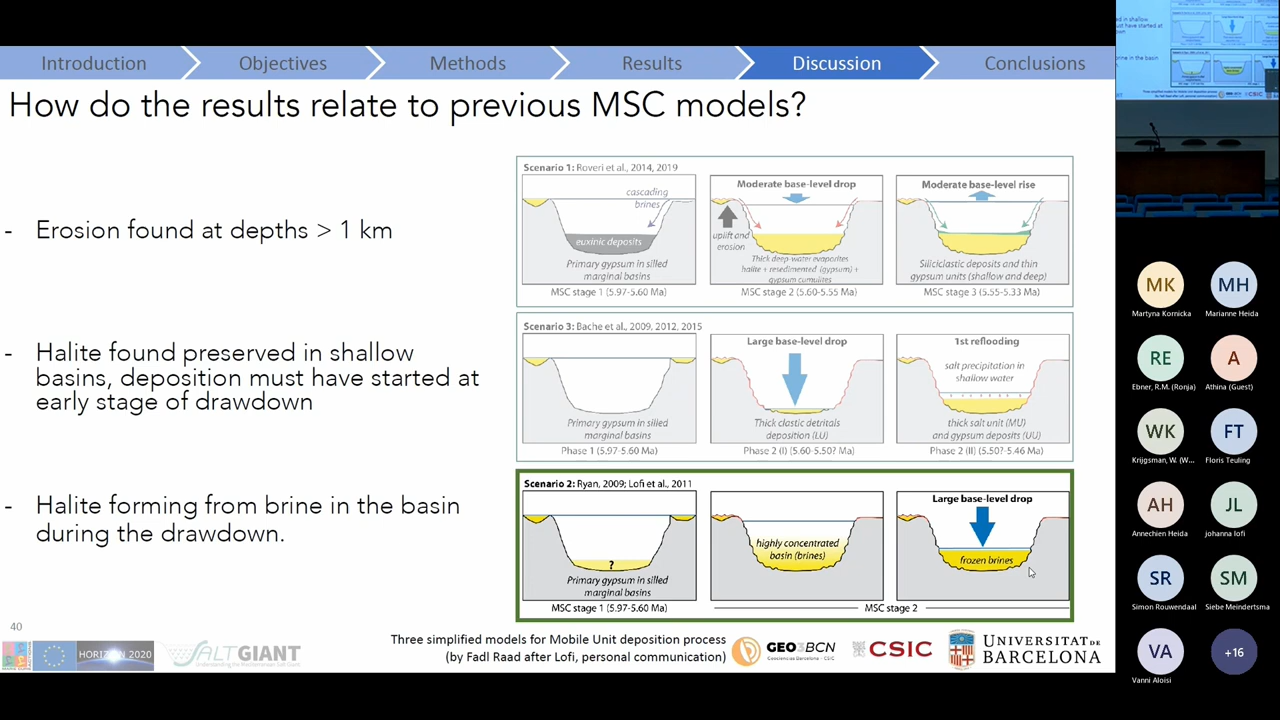 Introduction
Objectives
Methods
Results
Discussion
Conclusions
How do the results relate to previous MSC models?
- Erosion found at depths > 1 km
- Halite found preserved in shallow
basins, deposition must have started at
early stage of drawdown
- Halite forming from brine in the basin
during the drawdown.
Scenario 1: Roveri et al., 2014, 2019
cascading
brines
euxinic deposits
Primary gypsum in silled
marginal basins
MSC stage 1 (5.97-5.60 Ma)
Moderate base-level drop
uplift and
erosion
Thick deep-water evaporites
halite + resedimented (gypsum) +
gypsum cumulites
MSC stage 2 (5.60-5.55 Ma)
Moderate base-level rise
Siliciclastic deposits and thin
gypsum units (shallow and deep)
MSC stage 3 (5.55-5.33 Ma)
Scenario 3: Bache et al., 2009, 2012, 2015
Primary gypsum in silled
marginal basins
Phase 1 (5.97-5.60 Ma)
Large base-level drop
Thick clastic detritals
deposition (LU)
Phase 2 (I) (5.60-5.50? Ma)
1st reflooding
salt precipitation in
shallow water
thick salt unit (MU)
and gypsum deposits (UU)
Phase 2 (II) (5.50?-5.46 Ma)
Scenario 2: Ryan, 2009; Lofi et al., 2011
?
Primary gypsum in silled
marginal basins
MSC stage 1 (5.97-5.60 Ma)
highly concentrated
basin (brines)
Large base-level drop
frozen brines
MSC stage 2
40
HORIZON 2020
SALTGIANT
Understanding the Mediterranean Salt Giant
Three simplified models for Mobile Unit deposition process
(by Fadl Raad after Lofi, personal communication)
GEO3BCN
Geociencias Barcelona - CSIC
CSIC
UNIVERSITAT DE
BARCELONA
MK
Martyna Kornicka
MH
Marianne Heida
RE
Ebner, R.M. (Ronja)
A
Athina (Guest)
WK
Krijgsman, W. (W...
FT
Floris Teuling
AH
Annechien Heida
JL
johanna lofi
SR
Simon Rouwendaal
SM
Siebe Meindertsma
VA
Vanni Aloisi
+16